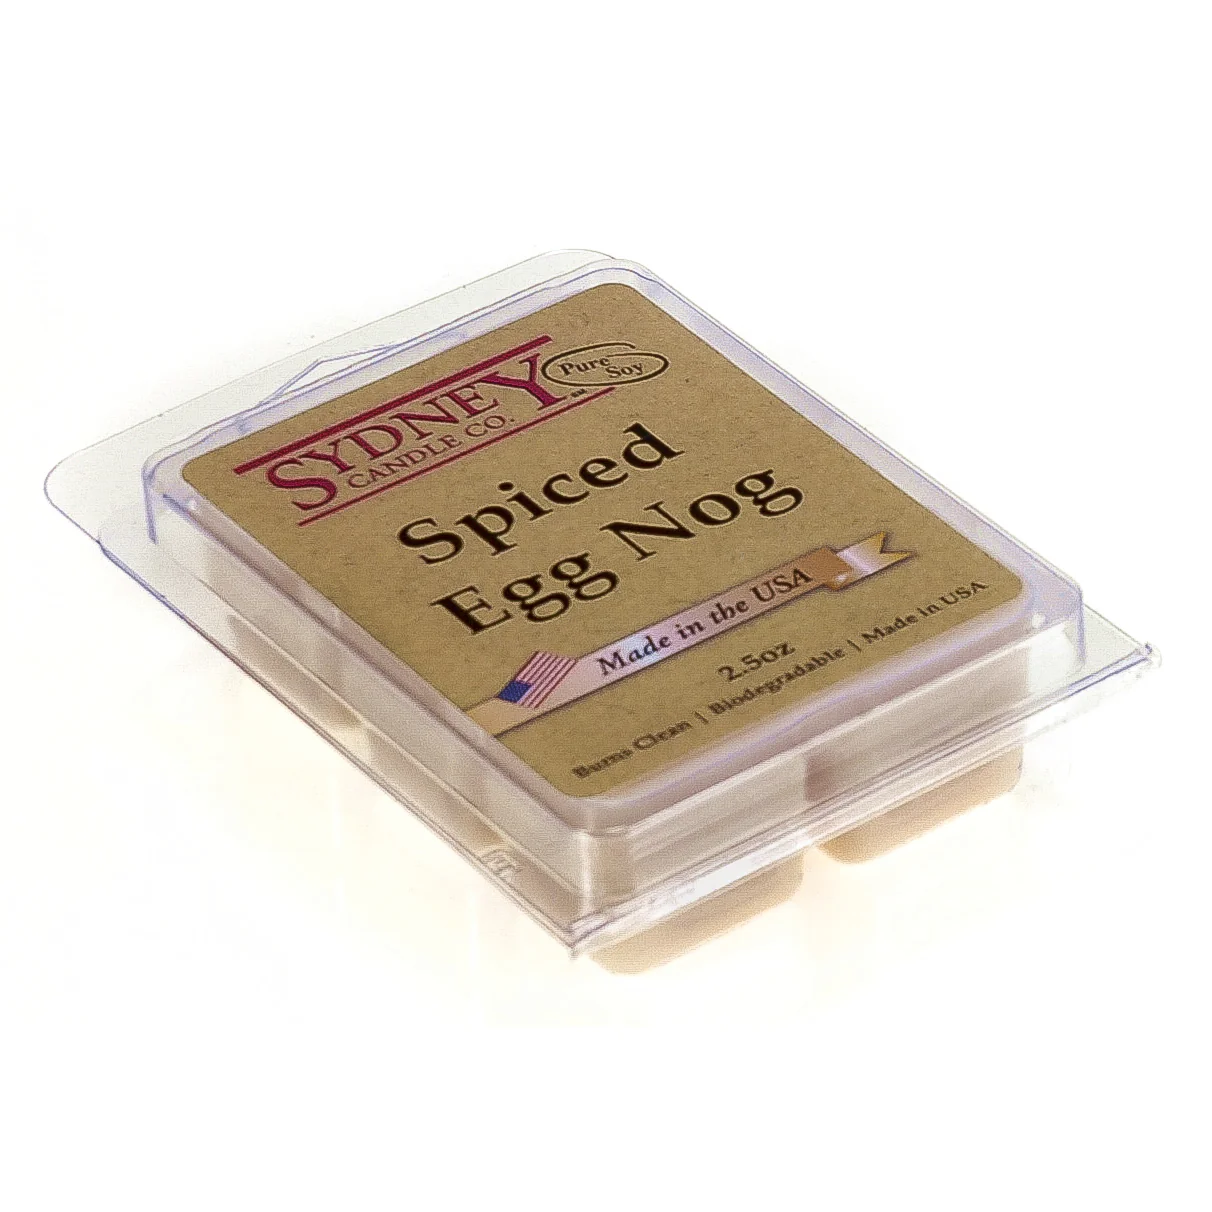 SYDNEY
CANDLE CO.
Pure
Soy
Spiced
Egg Nog
Made in the USA
2.5oz
Burns Clean | Biodegradable | Made in USA